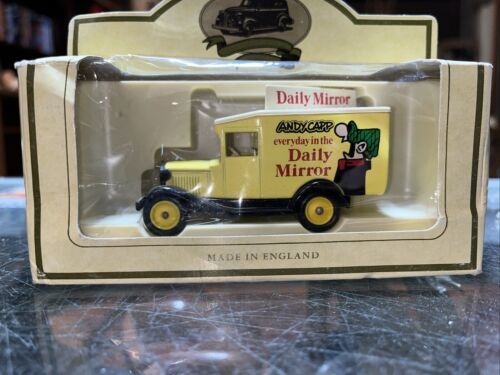 Daily Mirror
ANDY CAPP
everyday in the
Daily
Mirror
MADE IN ENGLAND